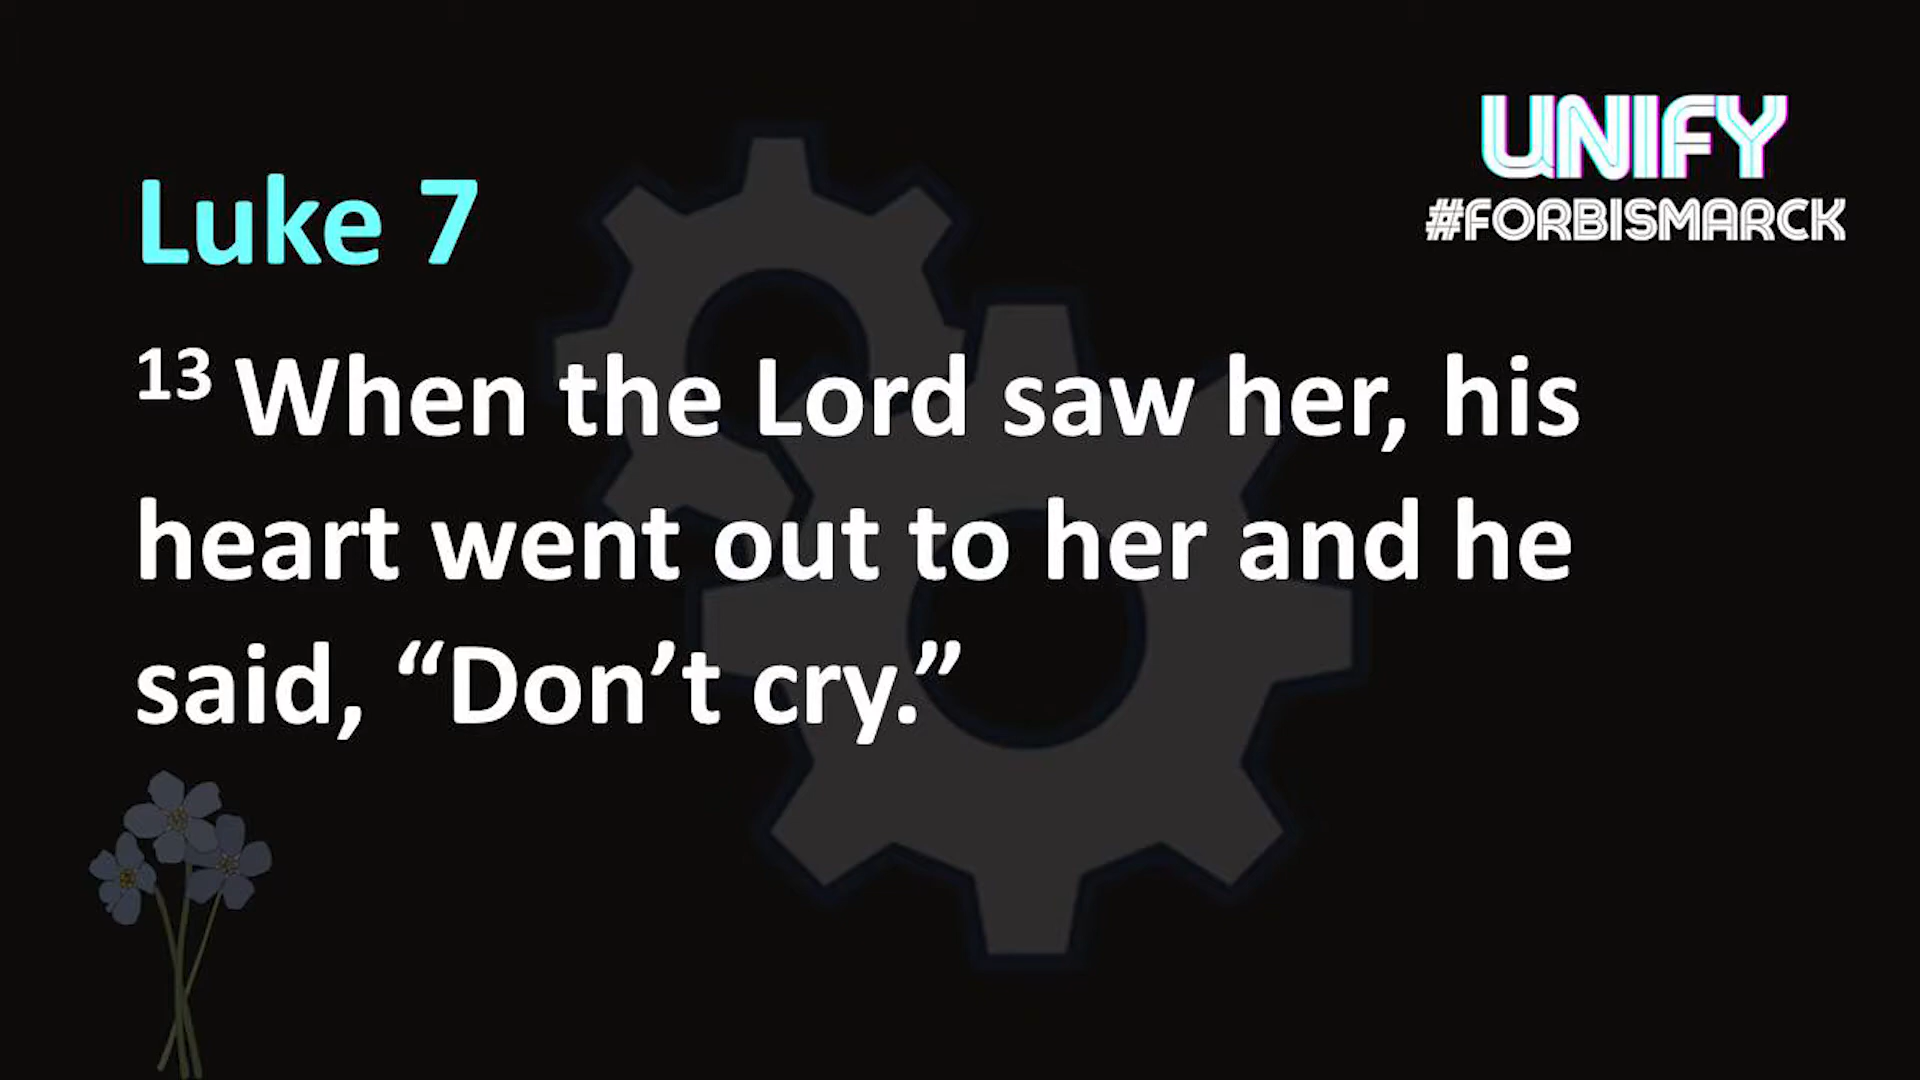 UNIFY
#FORBISMARCK
Luke 7
13 When the Lord saw her, his
heart went out to her and he
said, “Don’t cry.”